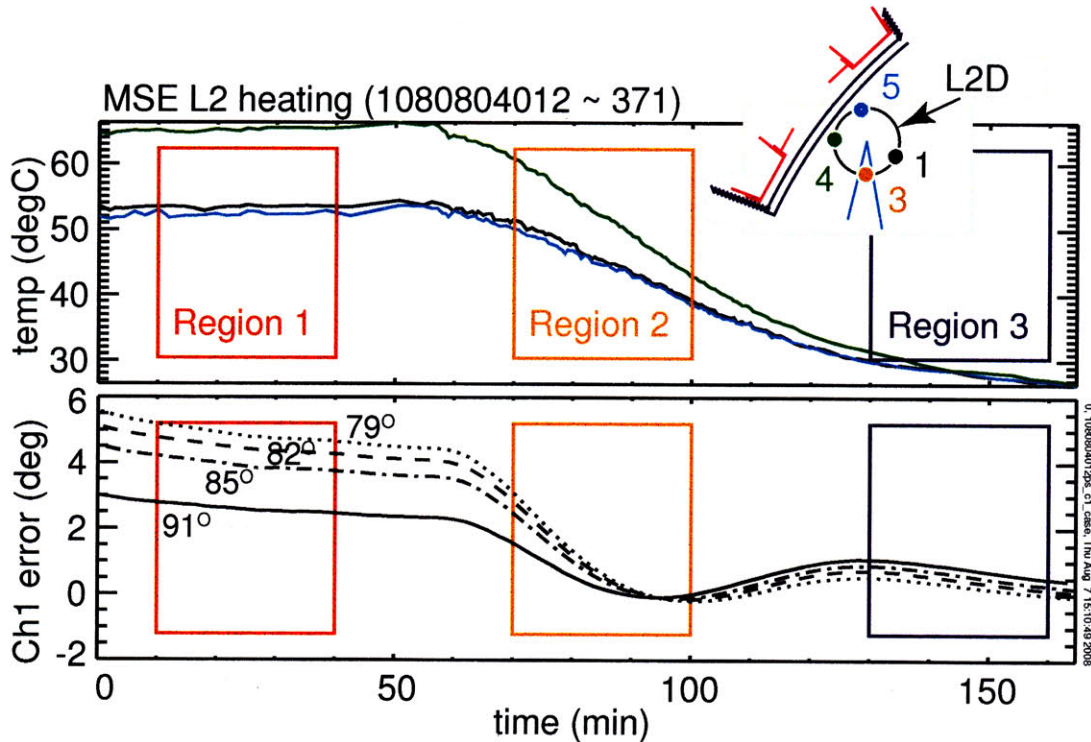 MSE L2 heating (1080804012 ~ 371)
5
L2D
4
1
3
temp (degC)
60
50
40
30
Region 1
Region 2
Region 3
Ch1 error (deg)
6
4
2
0
-2
79°
82°
85°
91°
0
50
100
150
time (min)